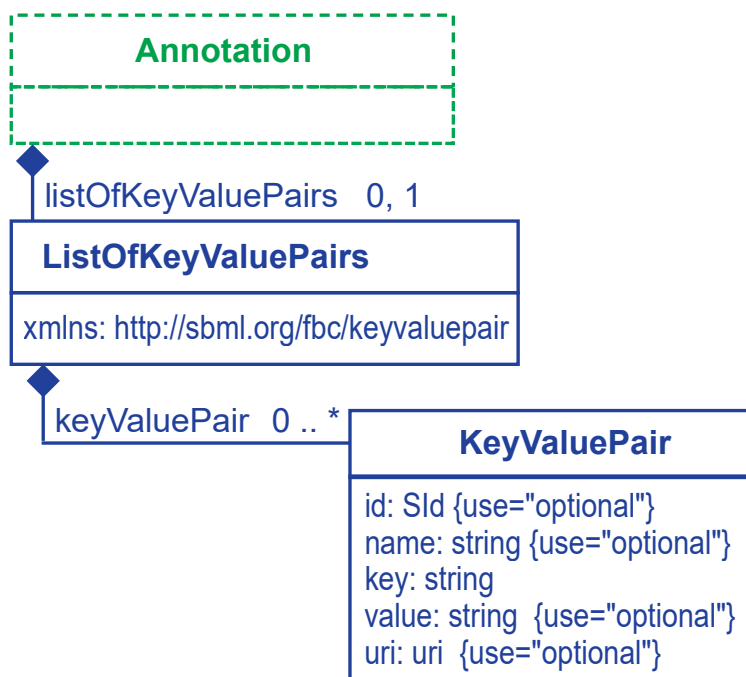 Annotation
listOfKeyValuePairs 0, 1
ListOfKeyValuePairs
xmlns: http://sbml.org/fbc/keyvaluepair
keyValuePair 0 .. *
KeyValuePair
id: SId {use="optional"}
name: string {use="optional"}
key: string
value: string {use="optional"}
uri: uri {use="optional"}